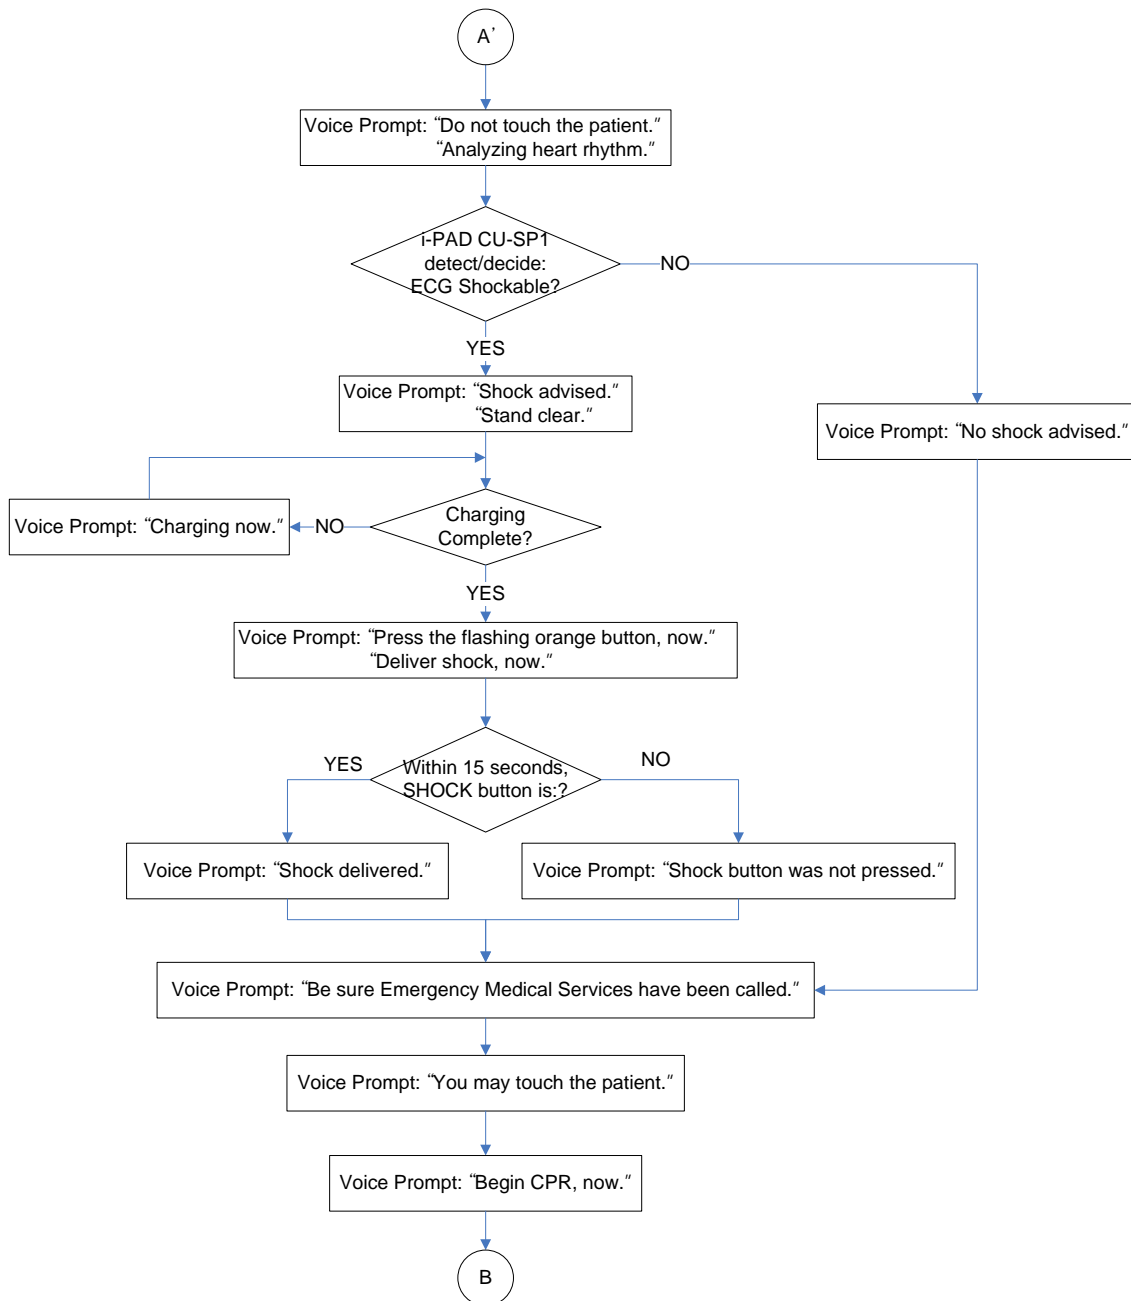 A’
Voice Prompt: “Do not touch the patient.”
“Analyzing heart rhythm.”
i-PAD CU-SP1
detect/decide:
ECG Shockable?
NO
YES
Voice Prompt: “Shock advised.”
“Stand clear.”
Voice Prompt: “No shock advised.”
Voice Prompt: “Charging now.”
NO
Charging
Complete?
YES
Voice Prompt: “Press the flashing orange button, now.”
“Deliver shock, now.”
YES
Within 15 seconds,
SHOCK button is:?
NO
Voice Prompt: “Shock delivered.”
Voice Prompt: “Shock button was not pressed.”
Voice Prompt: “Be sure Emergency Medical Services have been called.”
Voice Prompt: “You may touch the patient.”
Voice Prompt: “Begin CPR, now.”
B